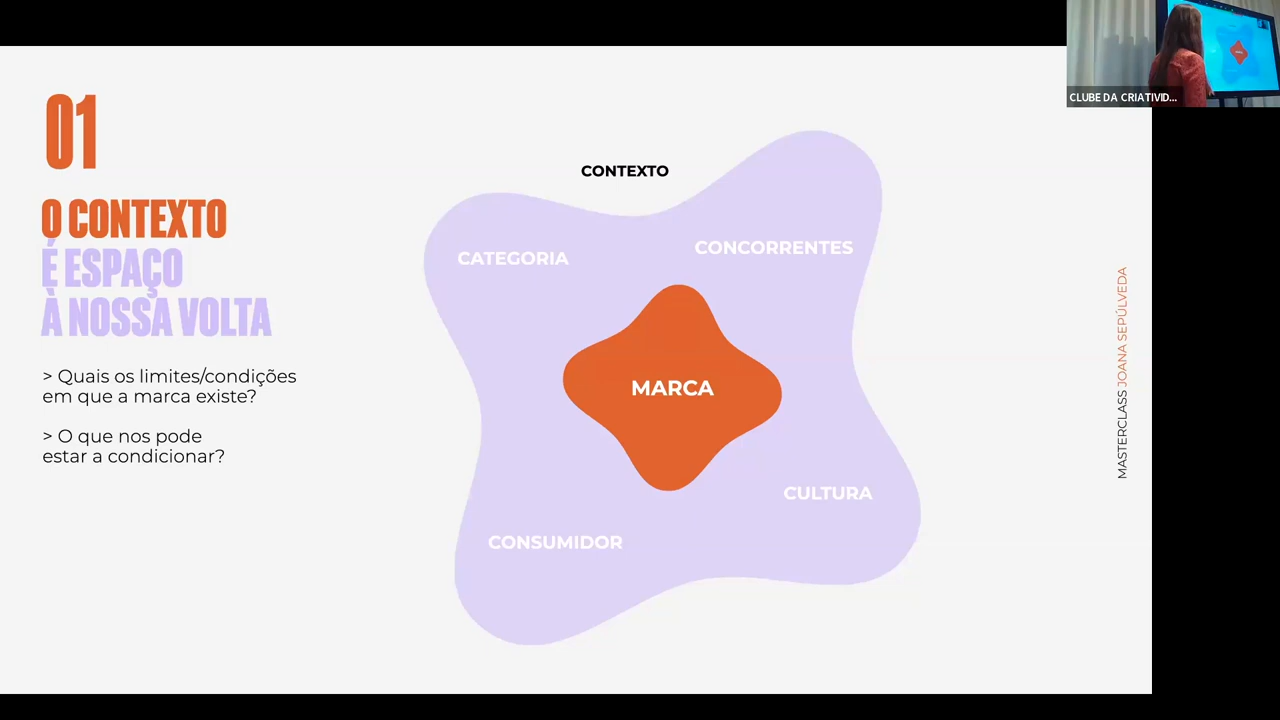 01
O CONTEXTO
É ESPAÇO
À NOSSA VOLTA
> Quais os limites/condições
em que a marca existe?
> O que nos pode
estar a condicionar?
CONTEXTO
CATEGORIA
CONCORRENTES
MARCA
CULTURA
CONSUMIDOR
MASTERCLASS JOANA SEPÚLVEDA
CLUBE DA CRIATIVID...